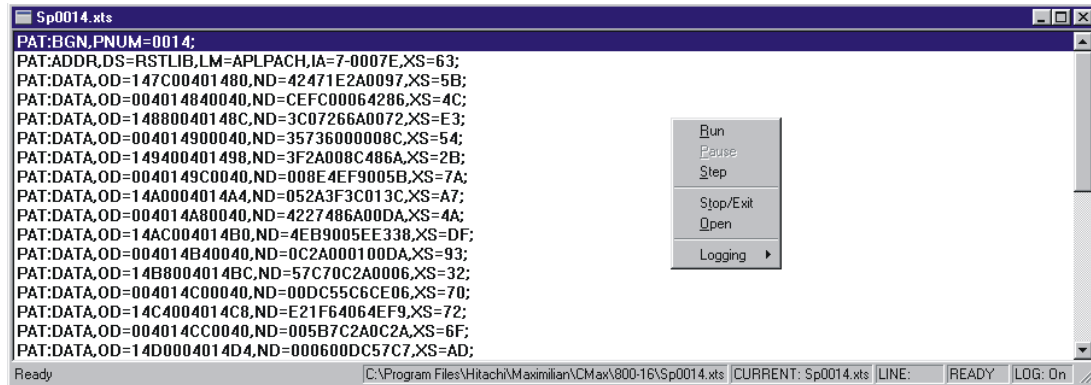 Sp0014.xts
PAT:BGN,PNUM=0014;
PAT:ADDR,DS=RSTLIB,LM=APLPACH,IA=7-0007E,XS=63;
PAT:DATA,OD=147C00401480,ND=42471E2A0097,XS=5B;
PAT:DATA,OD=004014840040,ND=CEFC00064286,XS=4C;
PAT:DATA,OD=14880040148C,ND=3C07266A0072,XS=E3;
PAT:DATA,OD=004014900040,ND=35736000008C,XS=54;
PAT:DATA,OD=149400401498,ND=3F2A008C486A,XS=2B;
PAT:DATA,OD=0040149C0040,ND=008E4EF9005B,XS=7A;
PAT:DATA,OD=14A0004014A4,ND=052A3F3C013C,XS=A7;
PAT:DATA,OD=004014A80040,ND=4227486A00DA,XS=4A;
PAT:DATA,OD=14AC004014B0,ND=4EB9005EE338,XS=DF;
PAT:DATA,OD=004014B40040,ND=0C2A000100DA,XS=93;
PAT:DATA,OD=14B8004014BC,ND=57C70C2A0006,XS=32;
PAT:DATA,OD=004014C00040,ND=00DC55C6CE06,XS=70;
PAT:DATA,OD=14C4004014C8,ND=E21F64064EF9,XS=72;
PAT:DATA,OD=004014CC0040,ND=005B7C2A0C2A,XS=6F;
PAT:DATA,OD=14D0004014D4,ND=000600DC57C7,XS=AD;
Run
Pause
Step
Stop/Exit
Open
Logging
Ready C:\Program Files\Hitachi\Maximilian\CMax\800-16\Sp0014.xts CURRENT: Sp0014.xts LINE: READY LOG: On